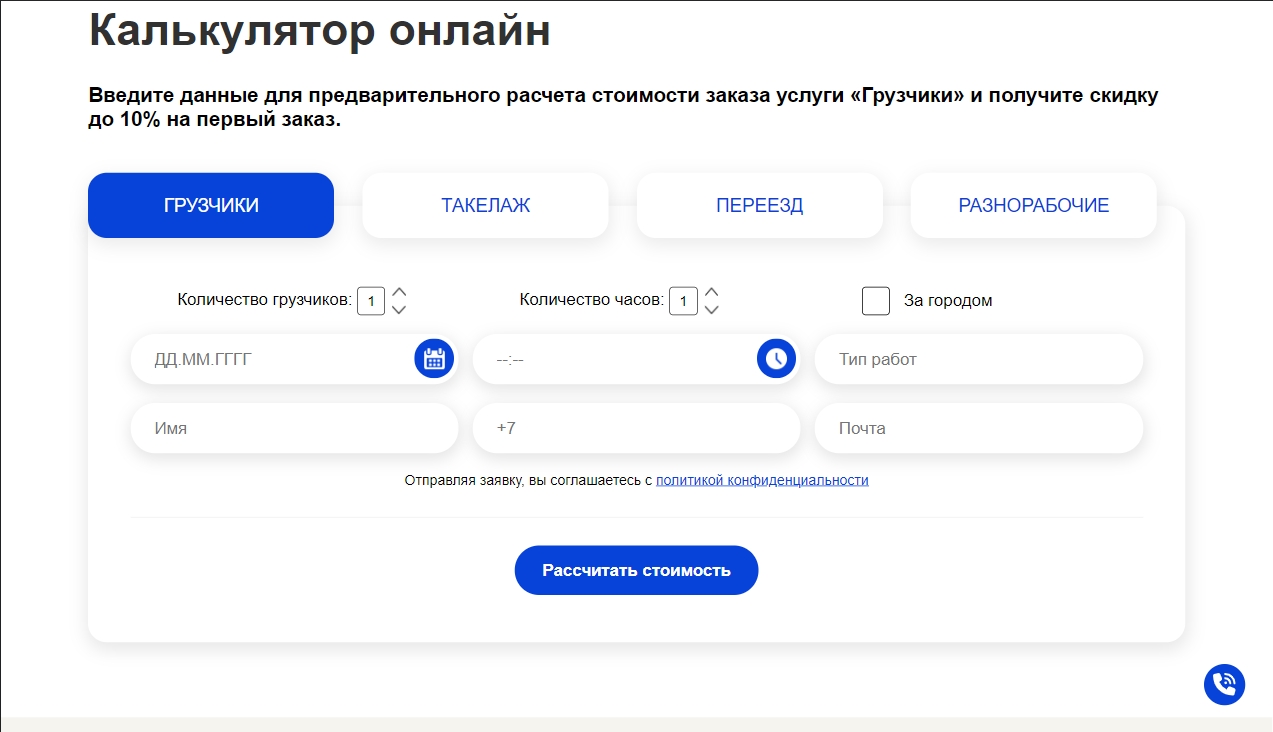 Калькулятор онлайн
Введите данные для предварительного расчета стоимости заказа услуги «Грузчики» и получите скидку
до 10% на первый заказ.
ГРУЗЧИКИ
ТАКЕЛАЖ
ПЕРЕЕЗД
РАЗНОРАБОЧИЕ
Количество грузчиков: 1
Количество часов: 1
За городом
ДД.ММ.ГГГГ
--:--
Тип работ
Имя
+7
Почта
Отправляя заявку, вы соглашаетесь с политикой конфиденциальности
Рассчитать стоимость